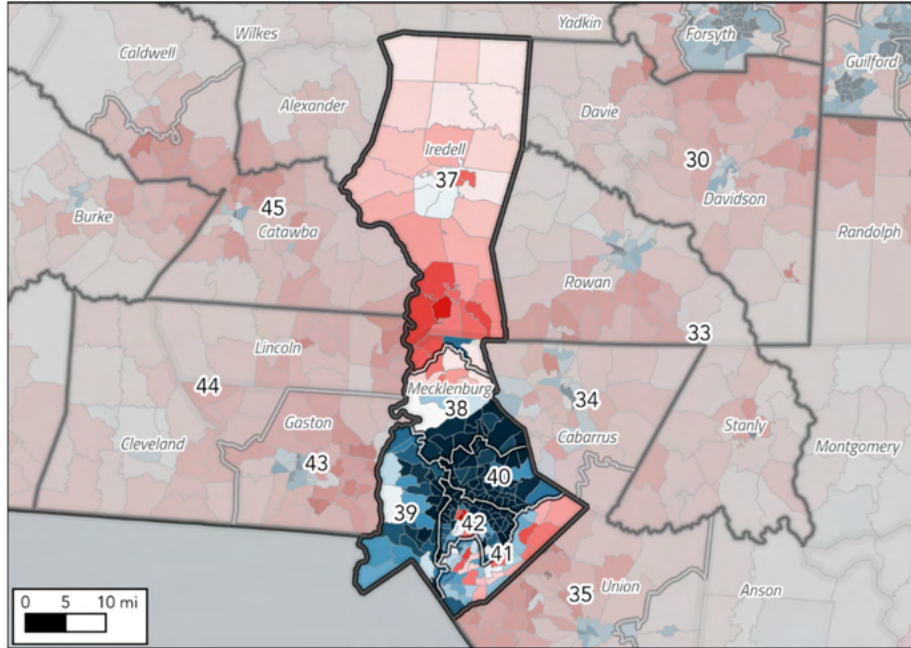 Wilkes
Yadkin
Forsyth
Caldwell
Guilford
Alexander
Davie
Iredell
30
37
Davidson
45
Burke
Catawba
Randolph
Rowan
33
Lincoln
Mecklenburg
44
34
38
Gaston
Stanly
Cleveland
Cabarrus
Montgomery
43
40
39
42
41
Union
Anson
35
0 5 10 mi